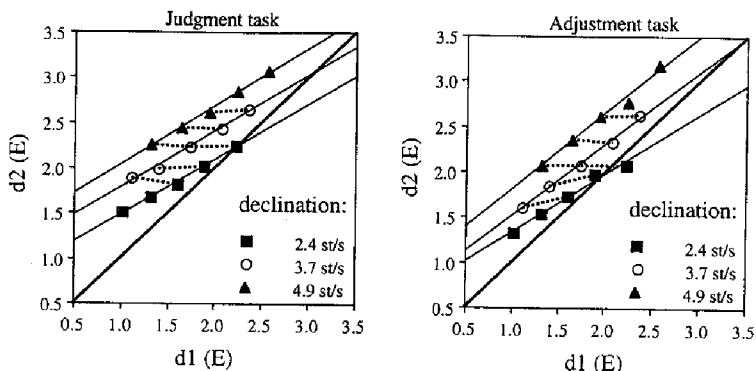 Judgment task
3.5
3.0
2.5
2.0
1.5
1.0
0.5
d2 (E)
declination:
2.4 st/s
3.7 st/s
4.9 st/s
0.5 1.0 1.5 2.0 2.5 3.0 3.5
d1 (E)
Adjustment task
3.5
3.0
2.5
2.0
1.5
1.0
0.5
d2 (E)
declination:
2.4 st/s
3.7 st/s
4.9 st/s
0.5 1.0 1.5 2.0 2.5 3.0 3.5
d1 (E)